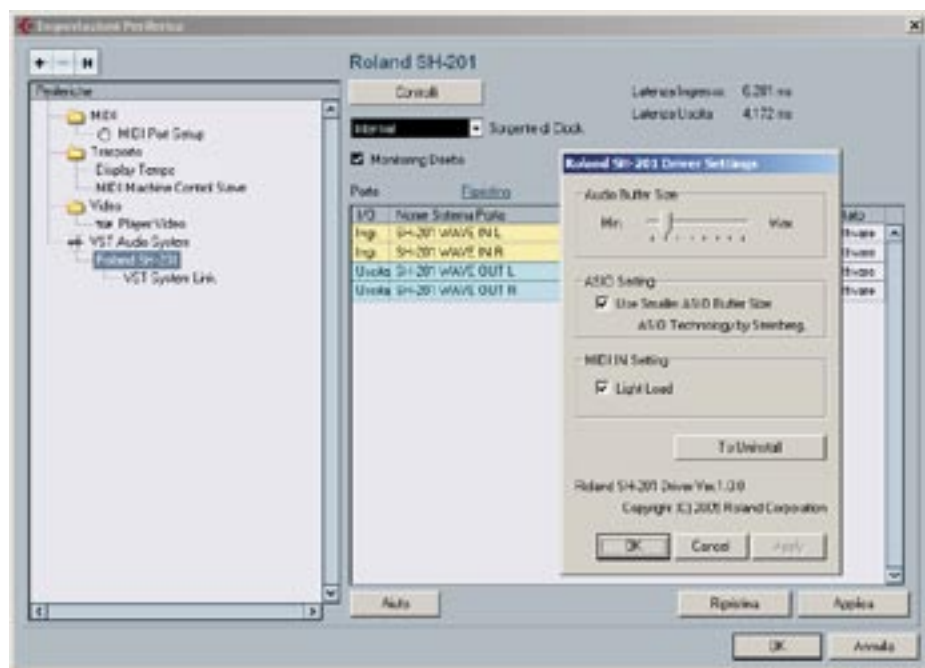 Impostazioni Periferica
+ - H
Periferiche
MIDI
MIDI Port Setup
Trasporto
Display Tempo
MIDI Machine Control Slave
Video
Player Video
VST Audio System
Roland SH-201
VST System Link
Roland SH-201
Controlli
Latenza Ingresso 6.281 ms
Latenza Uscita 4.172 ms
Internal Sorgente di Clock
Monitoring Diretto
Porte Ripristina
I/O Nome Sistema Porta
Ingr. SH-201 WAVE IN L
Ingr. SH-201 WAVE IN R
Uscita SH-201 WAVE OUT L
Uscita SH-201 WAVE OUT R
Roland SH-201 Driver Settings
Audio Buffer Size
Min. Max
ASIO Setting
Use Smaller ASIO Buffer Size
ASIO Technology by Steinberg.
MIDI IN Setting
Light Load
To Uninstall
Roland SH-201 Driver Ver.1.0.0
Copyright (C) 2005 Roland Corporation
OK Cancel Apply
Aiuto Ripristina Applica
OK Annulla